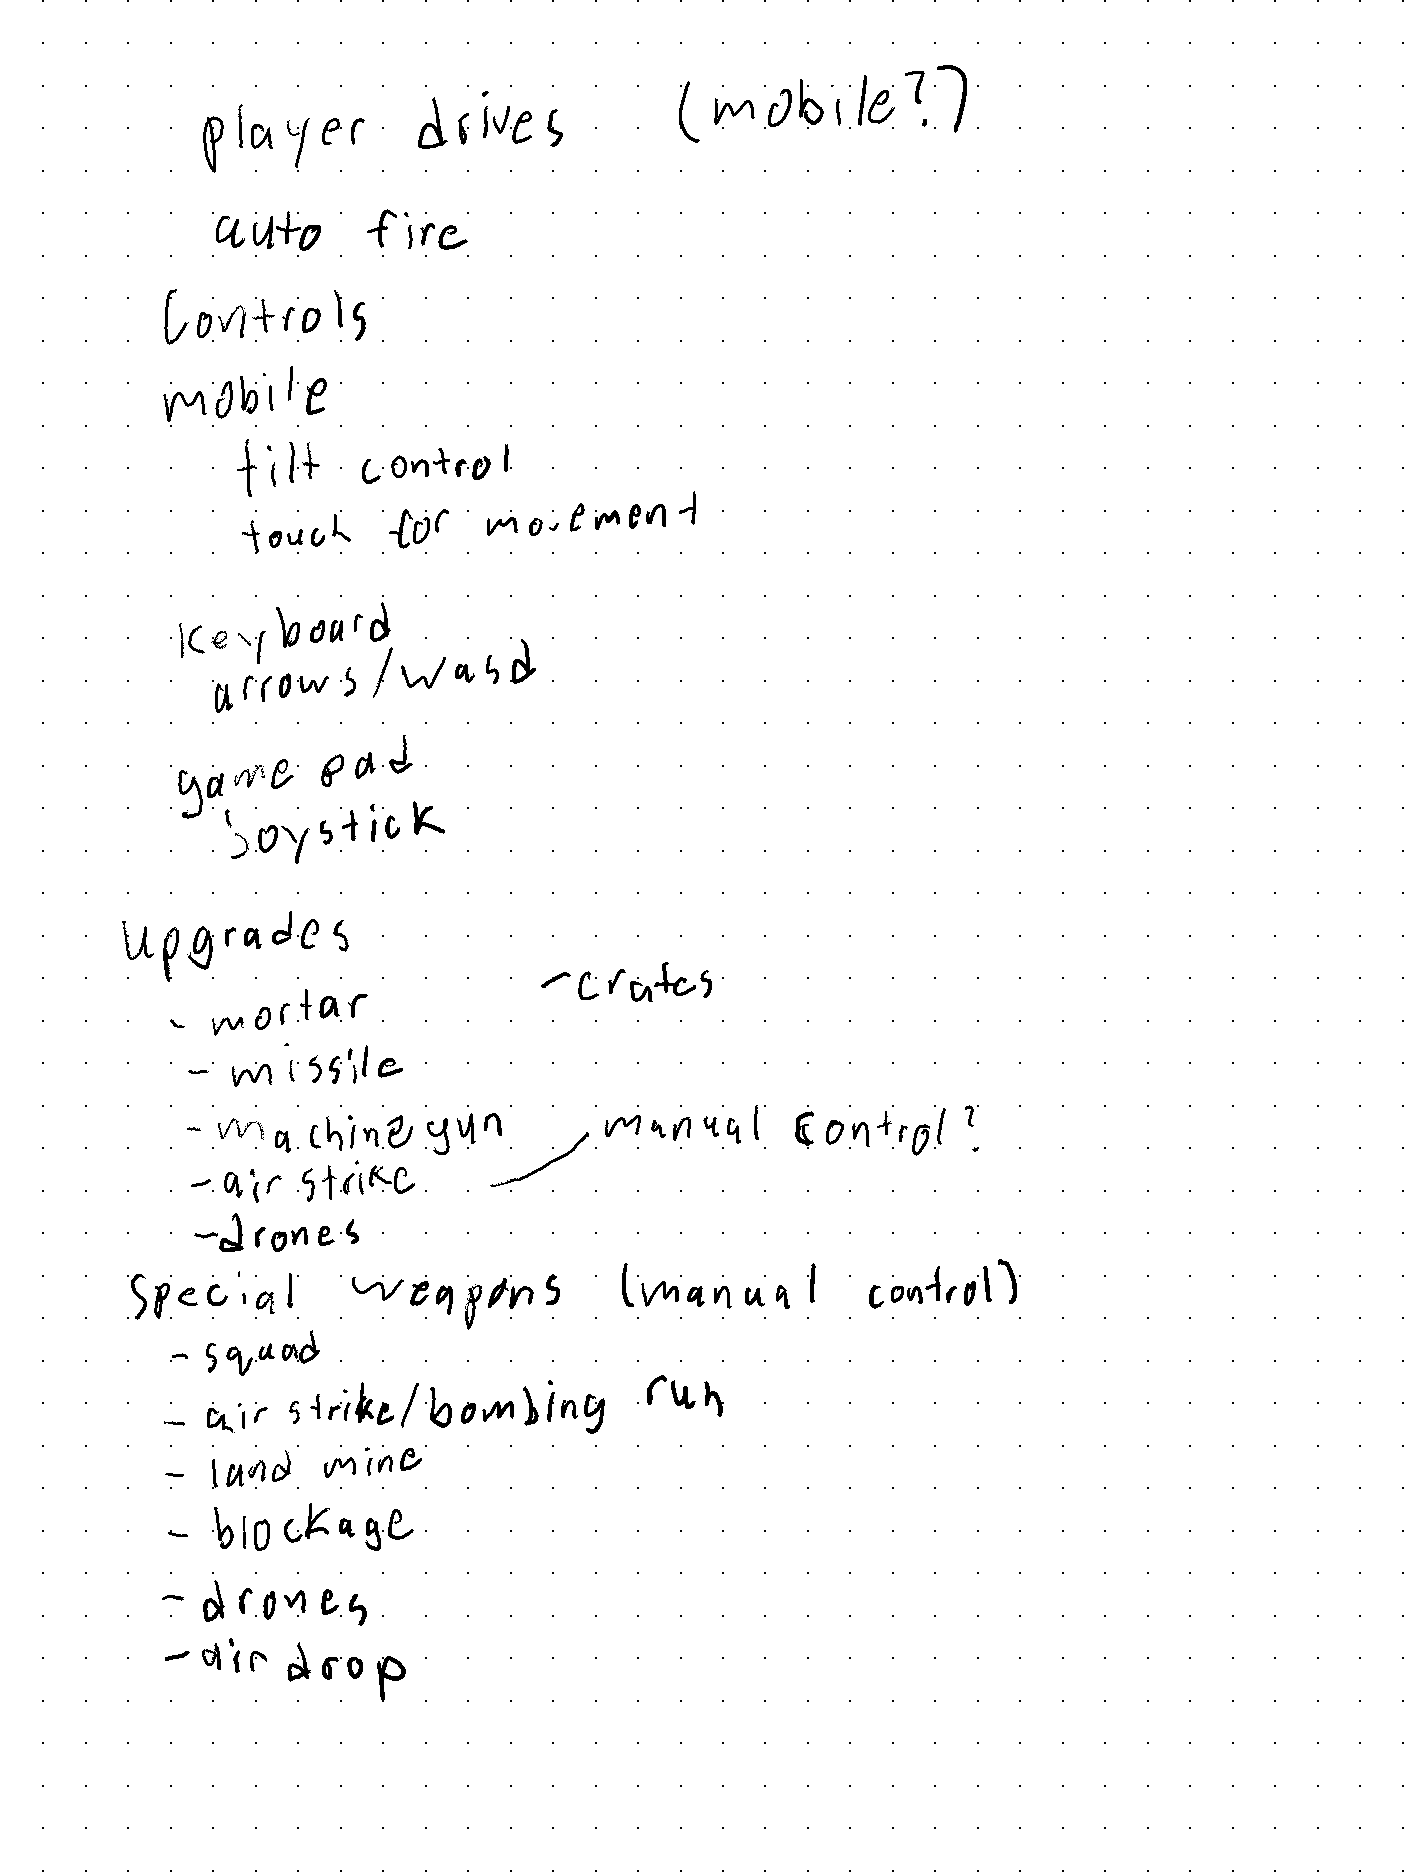 player drives (mobile?)
auto fire
Controls
mobile
tilt control
touch for movement
Keyboard
arrows/wasd
game pad
joystick
upgrades
- crates
- mortar
- missile
- machine gun
manual control?
- air strike
- drones
special weapons (manual control)
- squad
- air strike/bombing run
- land mine
- blockage
- drones
- air drop